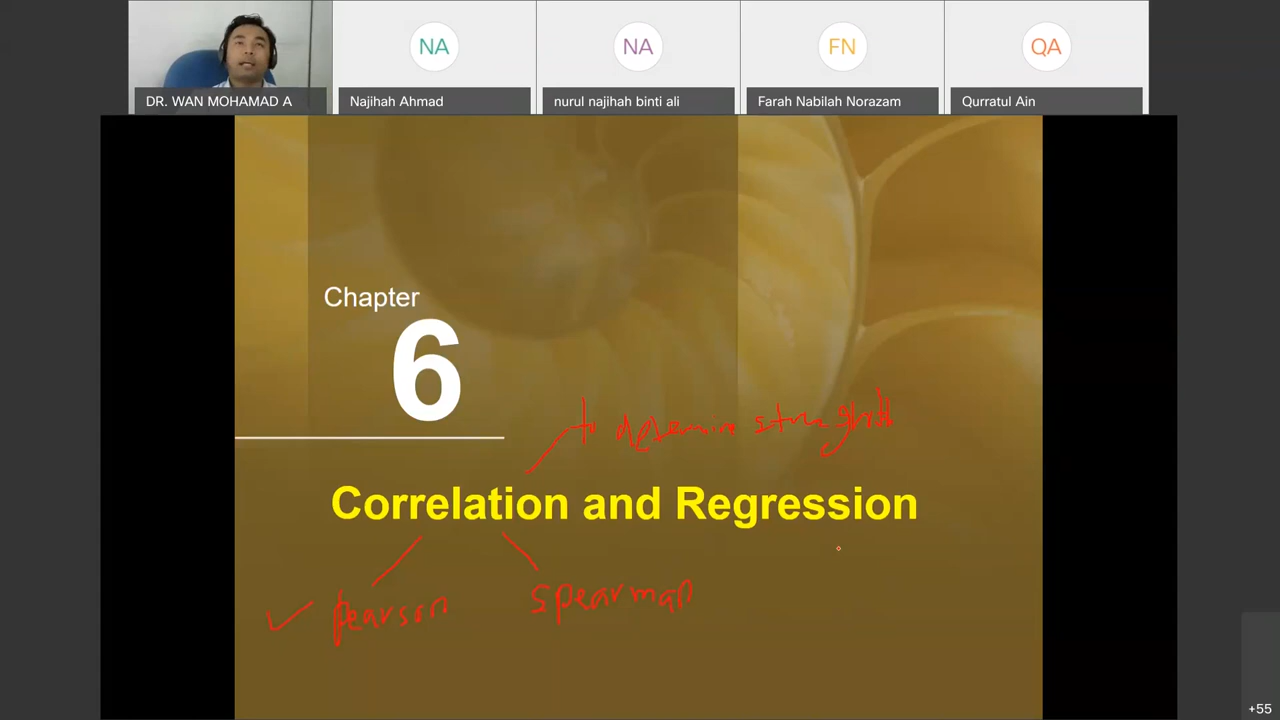 NA
NA
FN
QA
DR. WAN MOHAMAD A
Najihah Ahmad
nurul najihah binti ali
Farah Nabilah Norazam
Qurratul Ain
Chapter
6
to determine
Correlation and Regression
pearson
spearman
+55